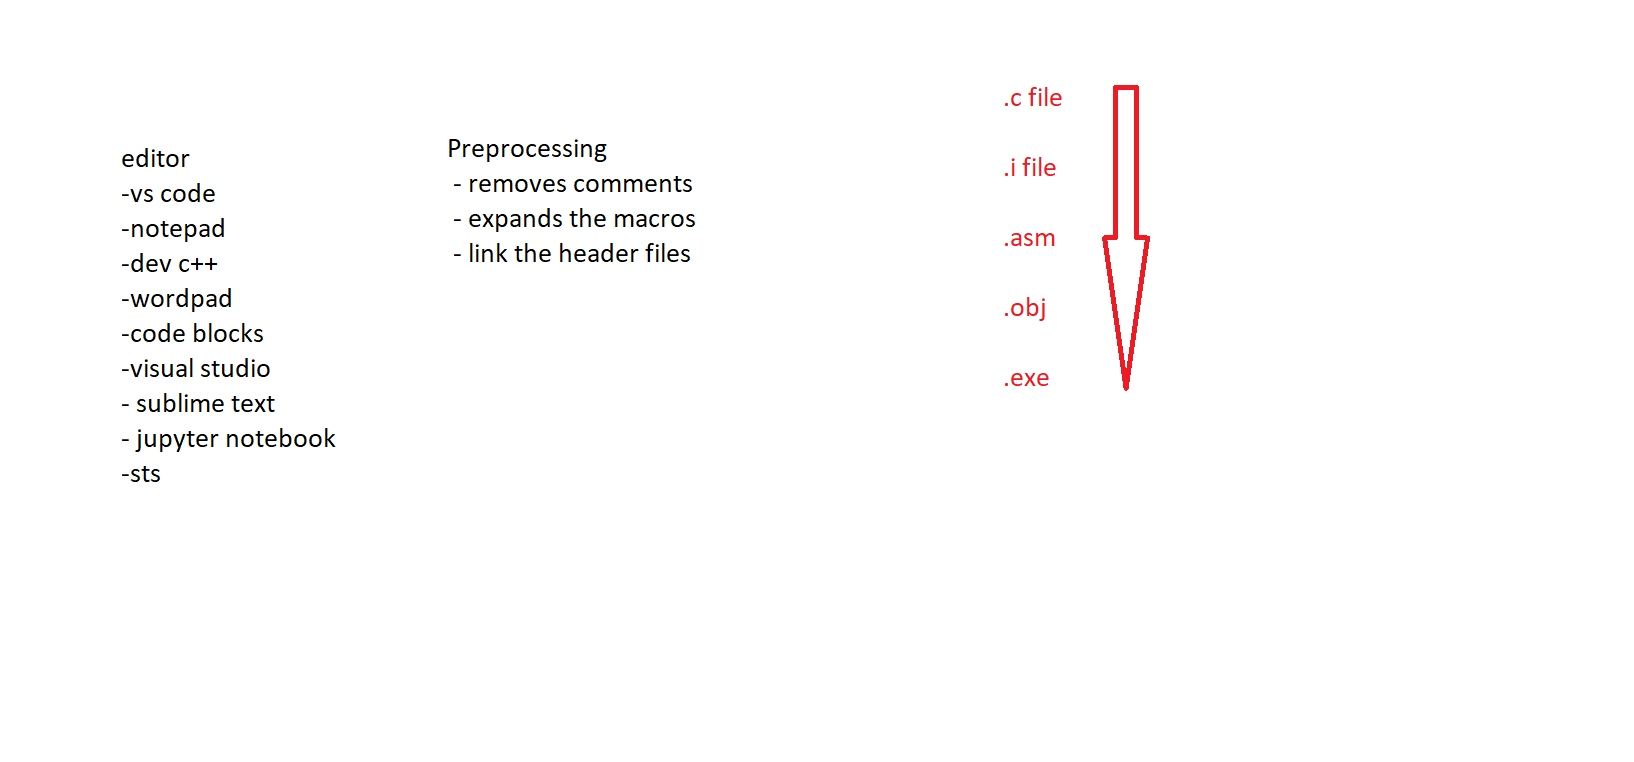 editor
-vs code
-notepad
-dev c++
-wordpad
-code blocks
-visual studio
- sublime text
- jupyter notebook
-sts
Preprocessing
- removes comments
- expands the macros
- link the header files
.c file
.i file
.asm
.obj
.exe